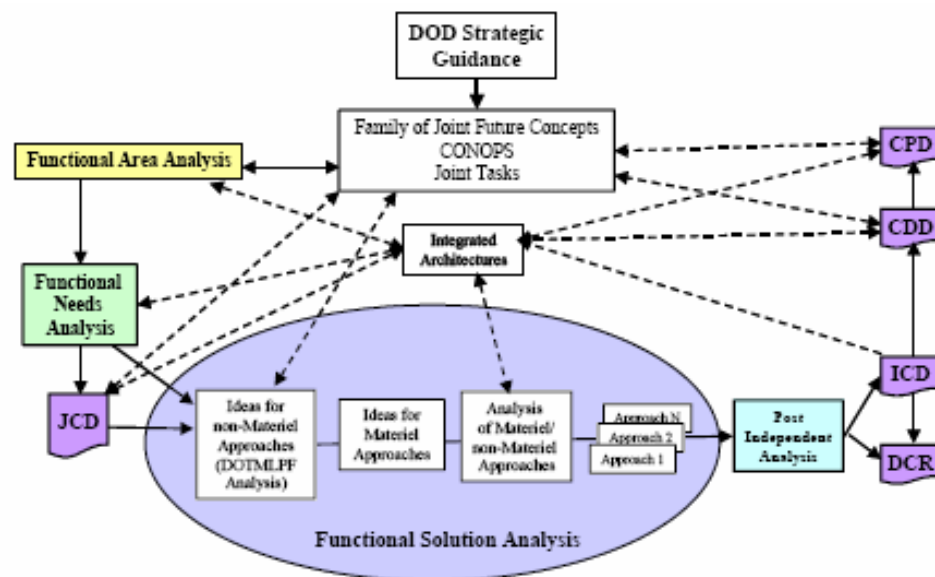 DOD Strategic
Guidance
Family of Joint Future Concepts
CONOPS
Joint Tasks
Functional Area Analysis
CPD
CDD
Integrated
Architectures
Functional
Needs
Analysis
JCD
ICD
Ideas for
non-Materiel
Approaches
(DOTMLPF
Analysis)
Ideas for
Materiel
Approaches
Analysis
of Materiel/
non-Materiel
Approaches
Approach N
Approach 2
Approach 1
Post
Independent
Analysis
DCR
Functional Solution Analysis